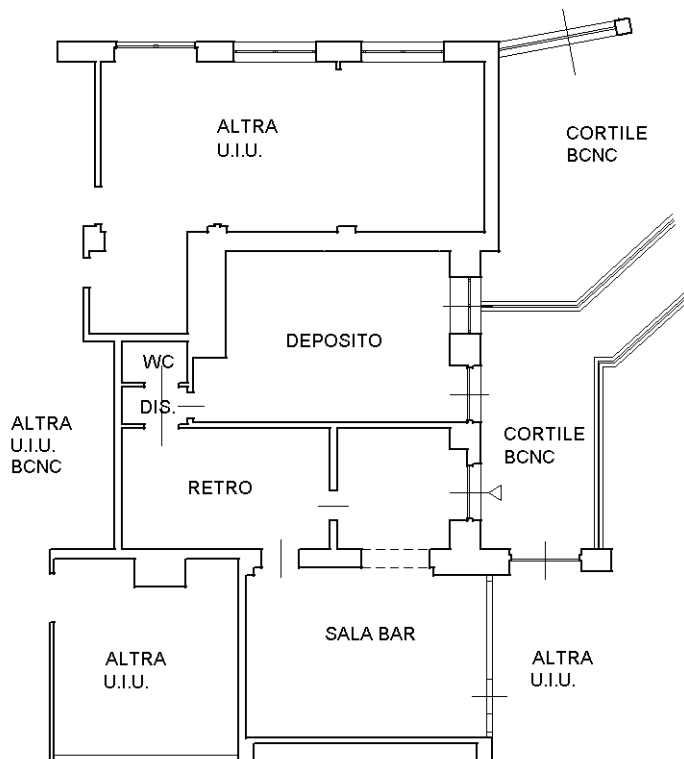 ALTRA
U.I.U.
CORTILE
BCNC
DEPOSITO
WC
DIS.
ALTRA
U.I.U.
BCNC
CORTILE
BCNC
RETRO
SALA BAR
ALTRA
U.I.U.
ALTRA
U.I.U.